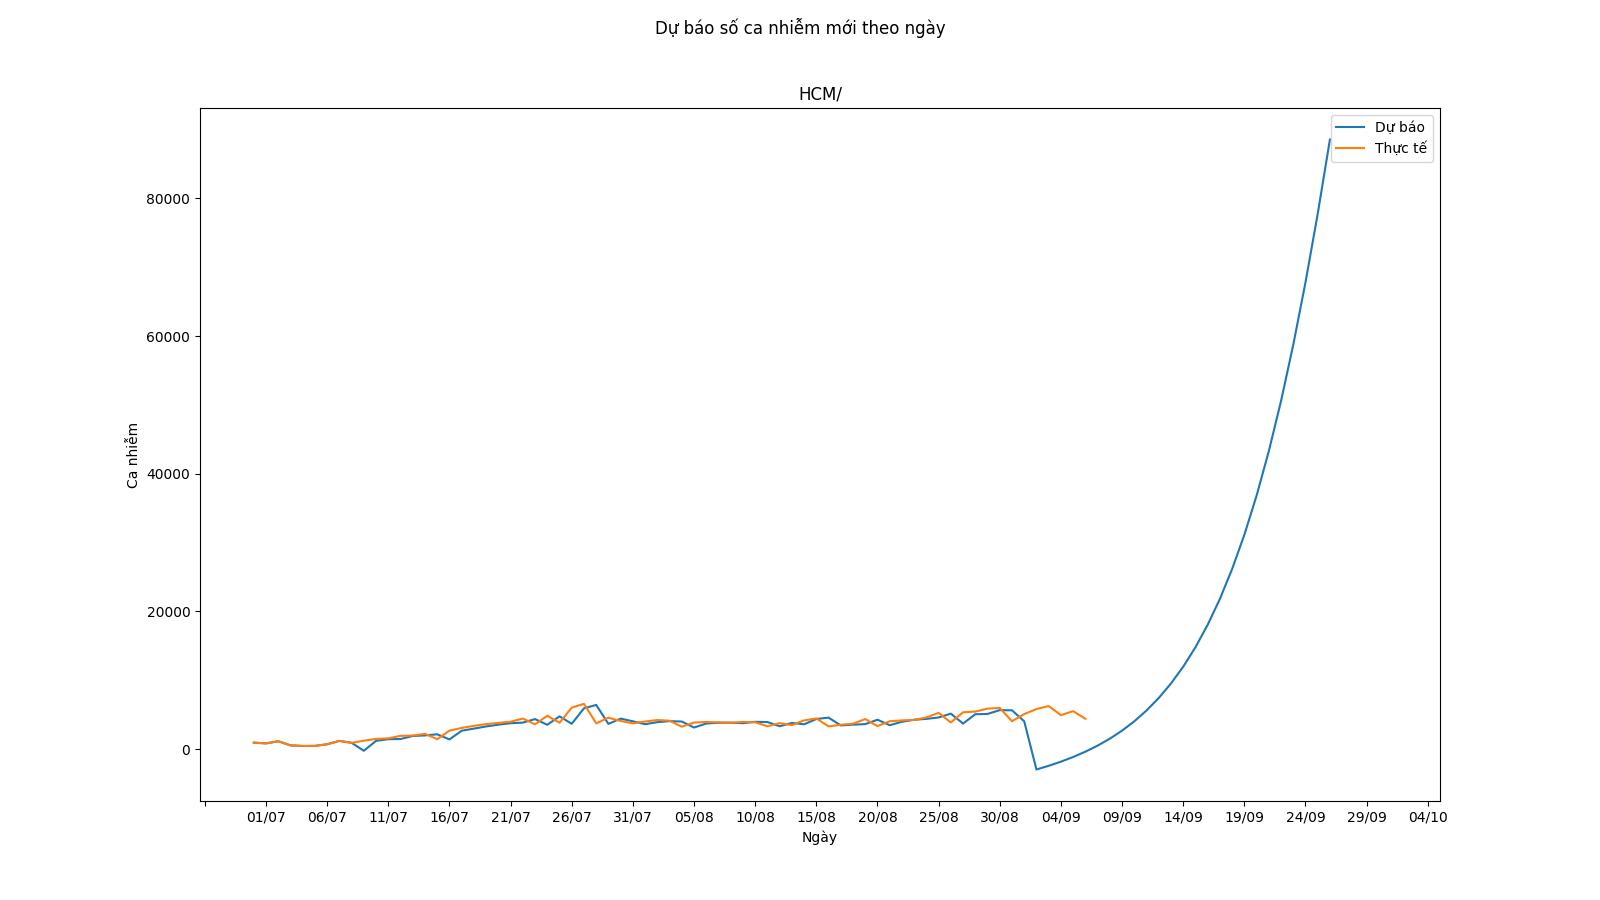 Dự báo số ca nhiễm mới theo ngày
HCM/
Dự báo
Thực tế
80000
60000
40000
20000
0
Ca nhiễm
01/07 06/07 11/07 16/07 21/07 26/07 31/07 05/08 10/08 15/08 20/08 25/08 30/08 04/09 09/09 14/09 19/09 24/09 29/09 04/10
Ngày